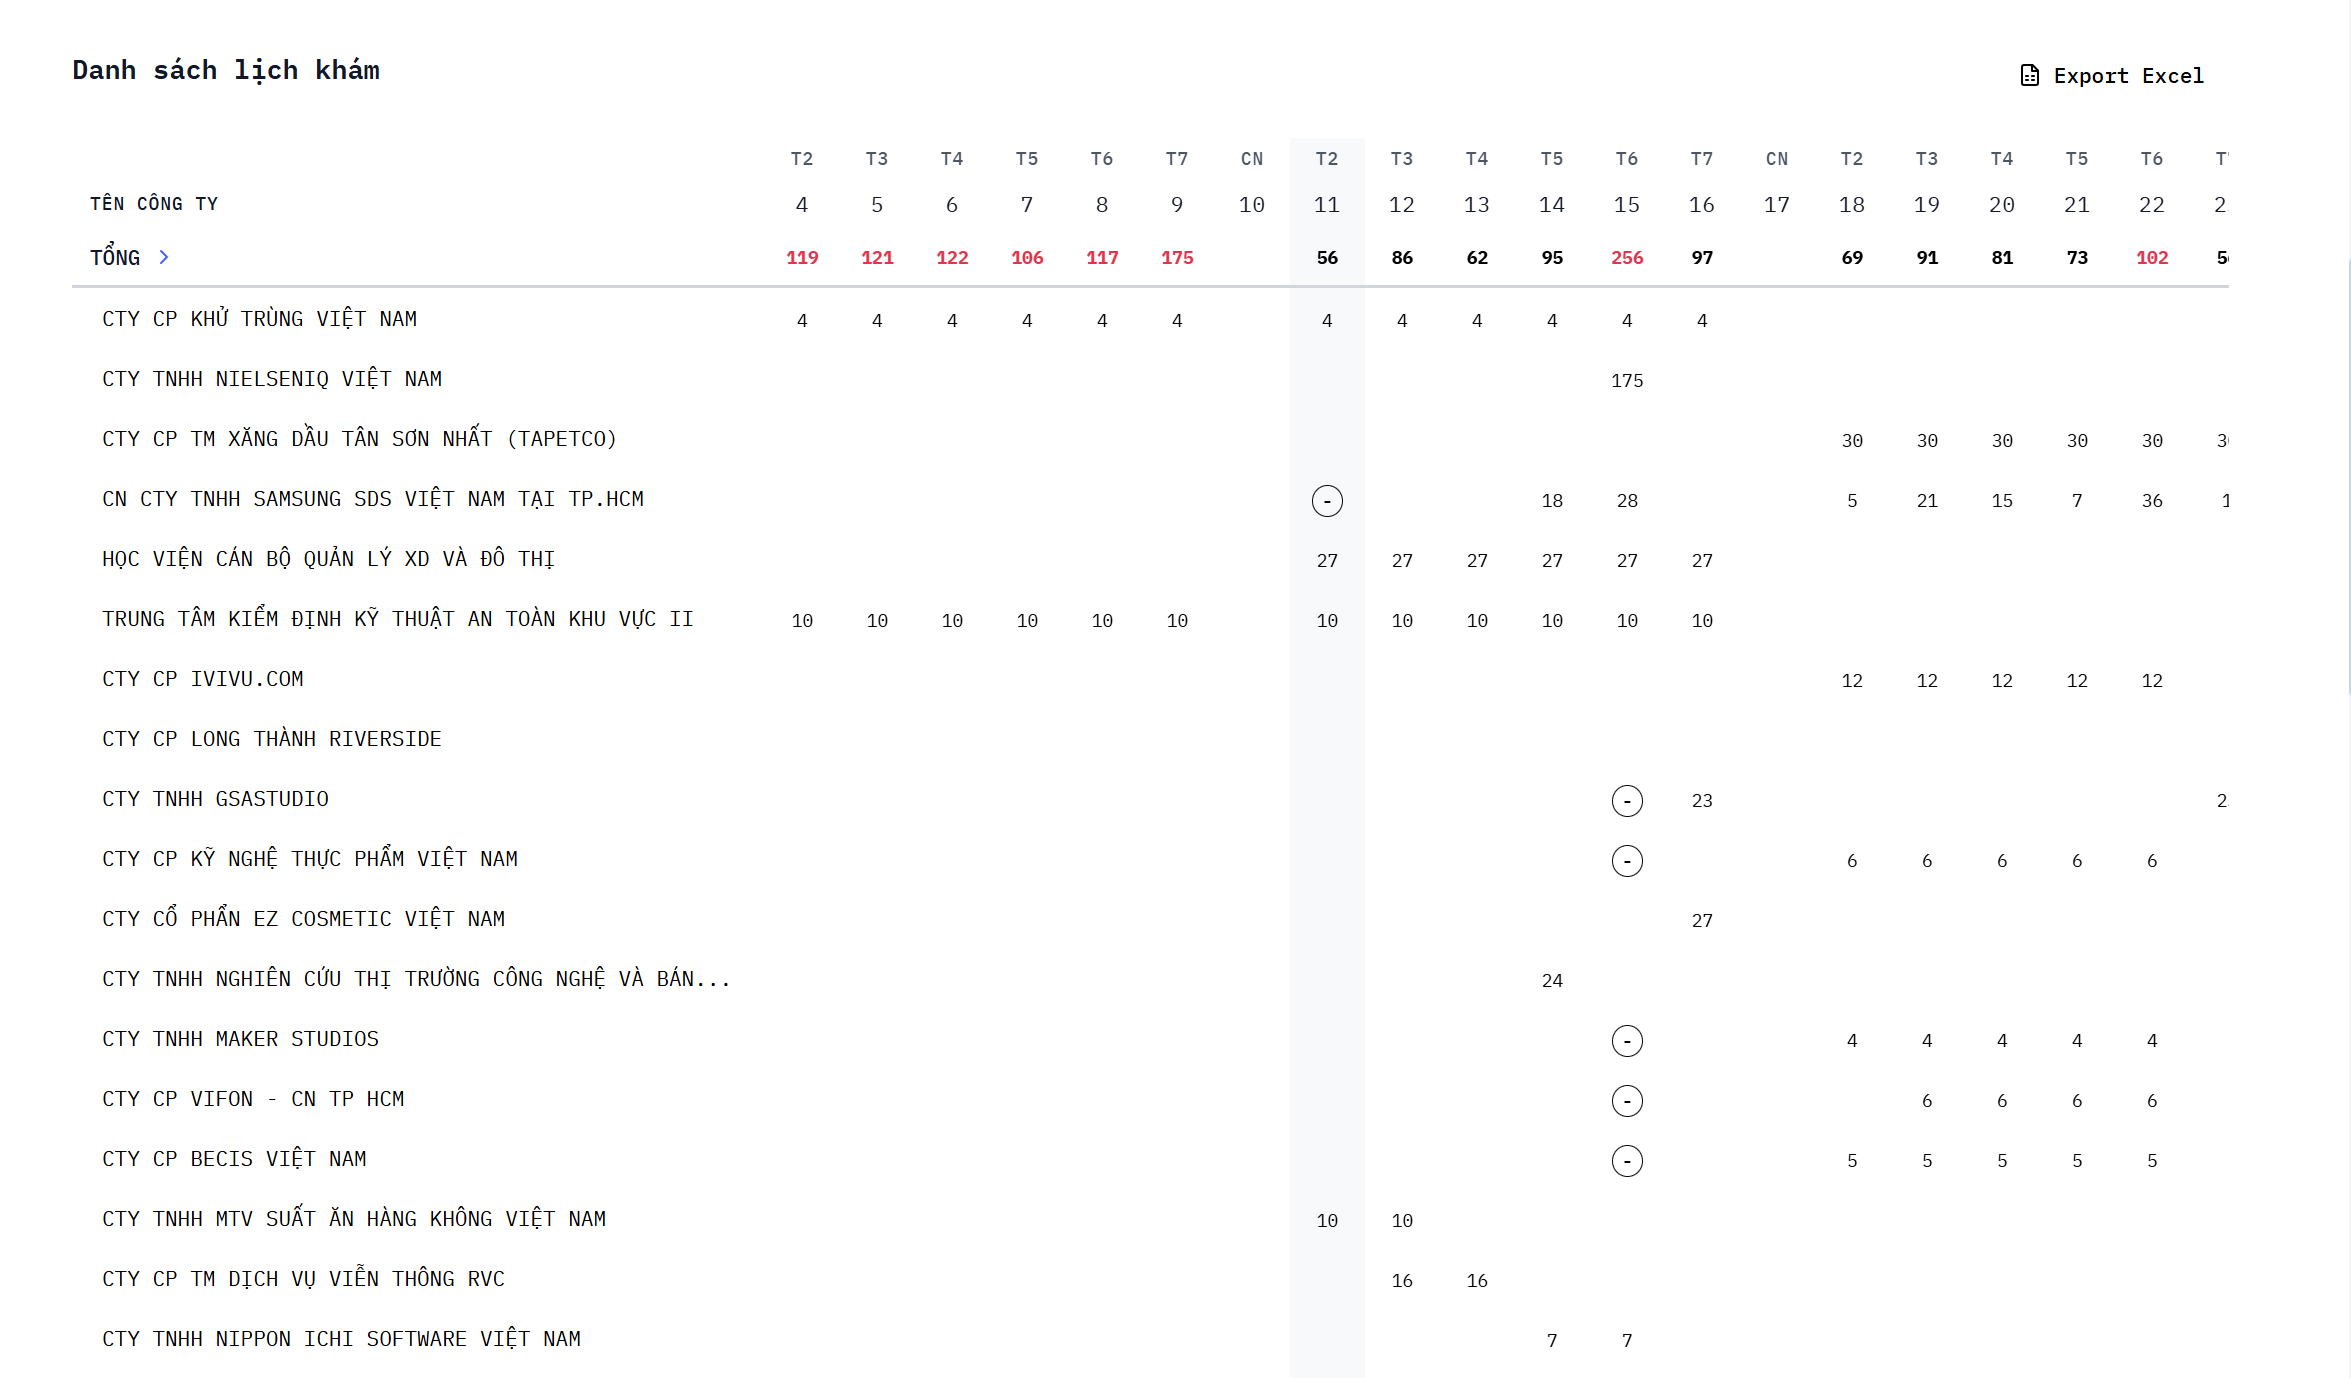 Danh sách lịch khám
Export Excel
T2 T3 T4 T5 T6 T7 CN T2 T3 T4 T5 T6 T7 CN T2 T3 T4 T5 T6
TÊN CÔNG TY 4 5 6 7 8 9 10 11 12 13 14 15 16 17 18 19 20 21 22
TỔNG 119 121 122 106 117 175 56 86 62 95 256 97 69 91 81 73 102
CTY CP KHỬ TRÙNG VIỆT NAM 4 4 4 4 4 4 4 4 4 4 4 4
CTY TNHH NIELSENIQ VIỆT NAM 175
CTY CP TM XĂNG DẦU TÂN SƠN NHẤT (TAPETCO) 30 30 30 30 30
CN CTY TNHH SAMSUNG SDS VIỆT NAM TẠI TP.HCM - 18 28 5 21 15 7 36
HỌC VIỆN CÁN BỘ QUẢN LÝ XD VÀ ĐÔ THỊ 27 27 27 27 27 27
TRUNG TÂM KIỂM ĐỊNH KỸ THUẬT AN TOÀN KHU VỰC II 10 10 10 10 10 10 10 10 10 10 10 10
CTY CP IVIVU.COM 12 12 12 12 12
CTY CP LONG THÀNH RIVERSIDE
CTY TNHH GSASTUDIO - 23
CTY CP KỸ NGHỆ THỰC PHẨM VIỆT NAM - 6 6 6 6 6
CTY CỔ PHẨN EZ COSMETIC VIỆT NAM 27
CTY TNHH NGHIÊN CỨU THỊ TRƯỜNG CÔNG NGHỆ VÀ BÁN... 24
CTY TNHH MAKER STUDIOS - 4 4 4 4 4
CTY CP VIFON - CN TP HCM - 6 6 6 6
CTY CP BECIS VIỆT NAM - 5 5 5 5 5
CTY TNHH MTV SUẤT ĂN HÀNG KHÔNG VIỆT NAM 10 10
CTY CP TM DỊCH VỤ VIỄN THÔNG RVC 16 16
CTY TNHH NIPPON ICHI SOFTWARE VIỆT NAM 7 7